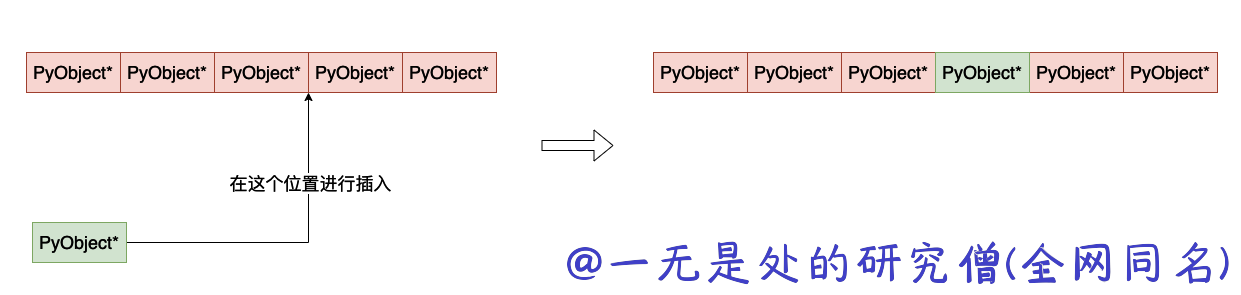 PyObject* PyObject* PyObject* PyObject* PyObject*
PyObject* PyObject* PyObject* PyObject* PyObject* PyObject*
在这个位置进行插入
PyObject*
@一无是处的研究僧(全网同名)